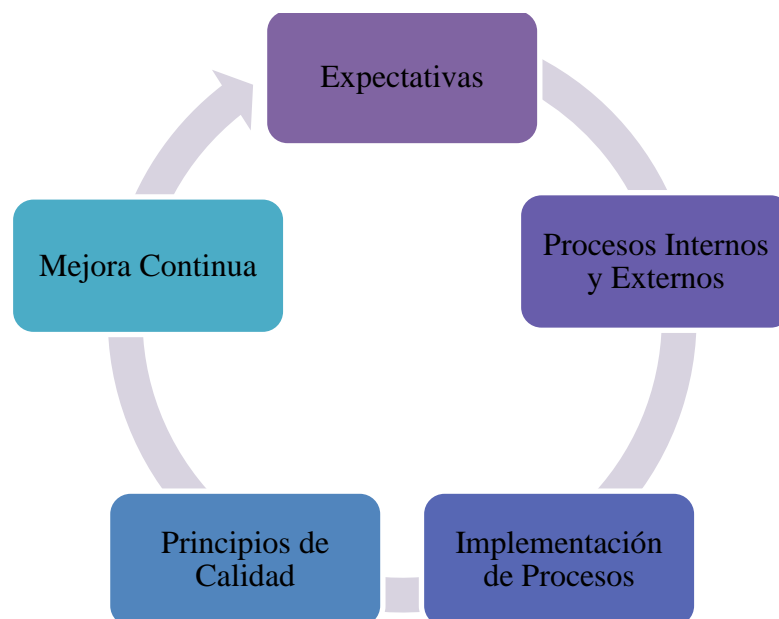 Expectativas
Procesos Internos
y Externos
Implementación
de Procesos
Principios de
Calidad
Mejora Continua